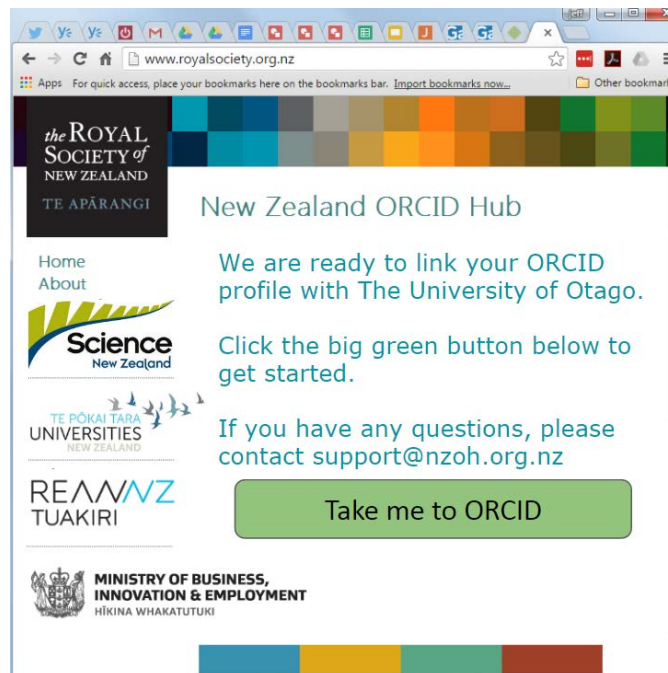 Jeff
www.royalsociety.org.nz
Apps For quick access, place your bookmarks here on the bookmarks bar. Import bookmarks now... Other bookmark
the ROYAL
SOCIETY of
NEW ZEALAND
TE APĀRANGI
New Zealand ORCID Hub
Home
About
Science
New Zealand
TE PŌKAI TARA
UNIVERSITIES
NEW ZEALAND
REANNZ
TUAKIRI
We are ready to link your ORCID
profile with The University of Otago.
Click the big green button below to
get started.
If you have any questions, please
contact support@nzoh.org.nz
Take me to ORCID
MINISTRY OF BUSINESS,
INNOVATION & EMPLOYMENT
HĪKINA WHAKATUTUKI